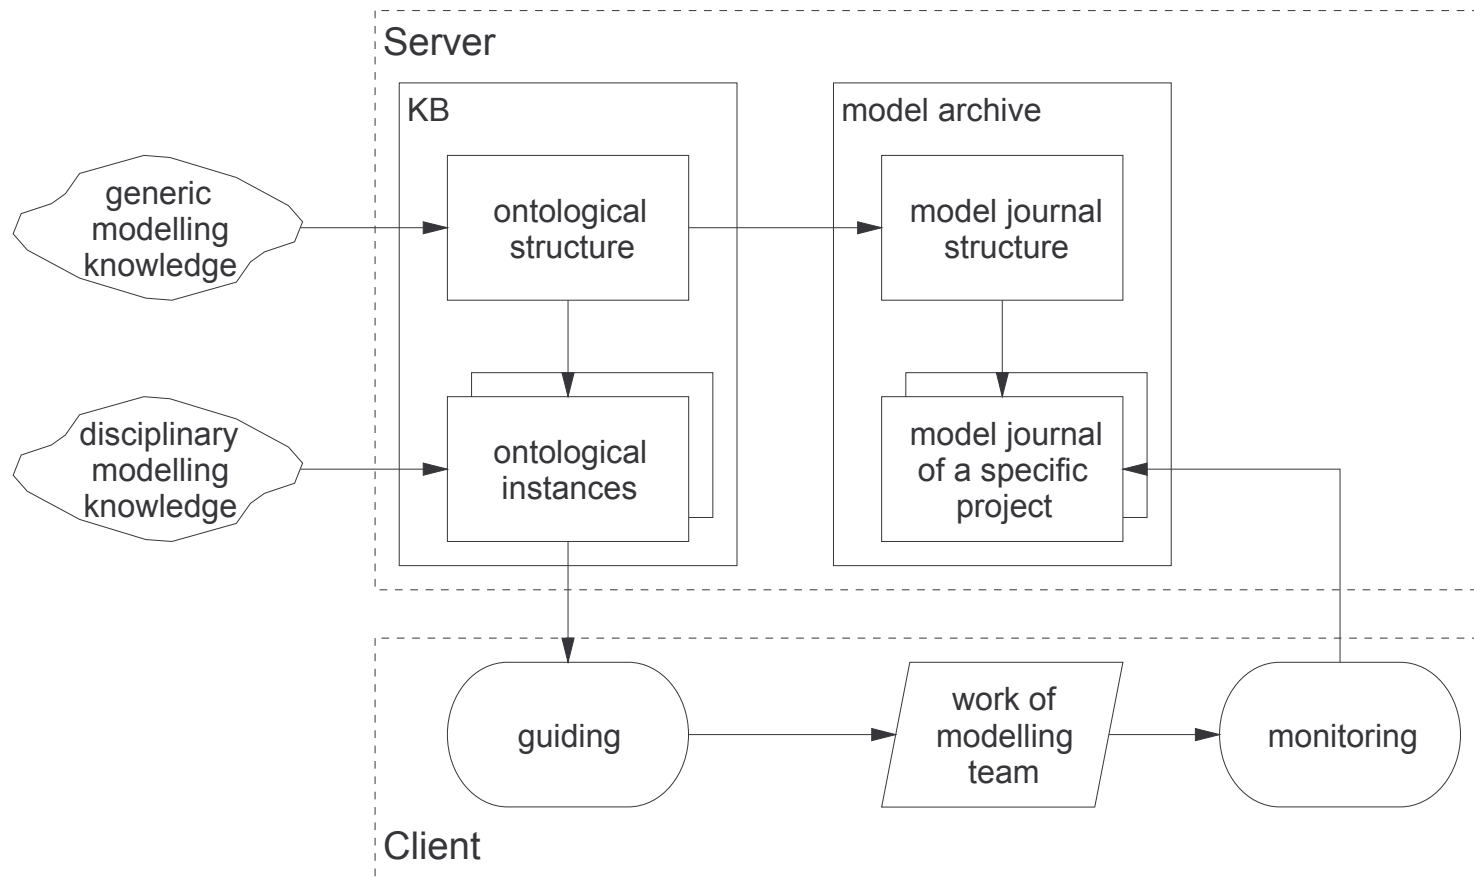 Server
KB
model archive
generic
modelling
knowledge
ontological
structure
model journal
structure
disciplinary
modelling
knowledge
ontological
instances
model journal
of a specific
project
guiding
work of
modelling
team
monitoring
Client